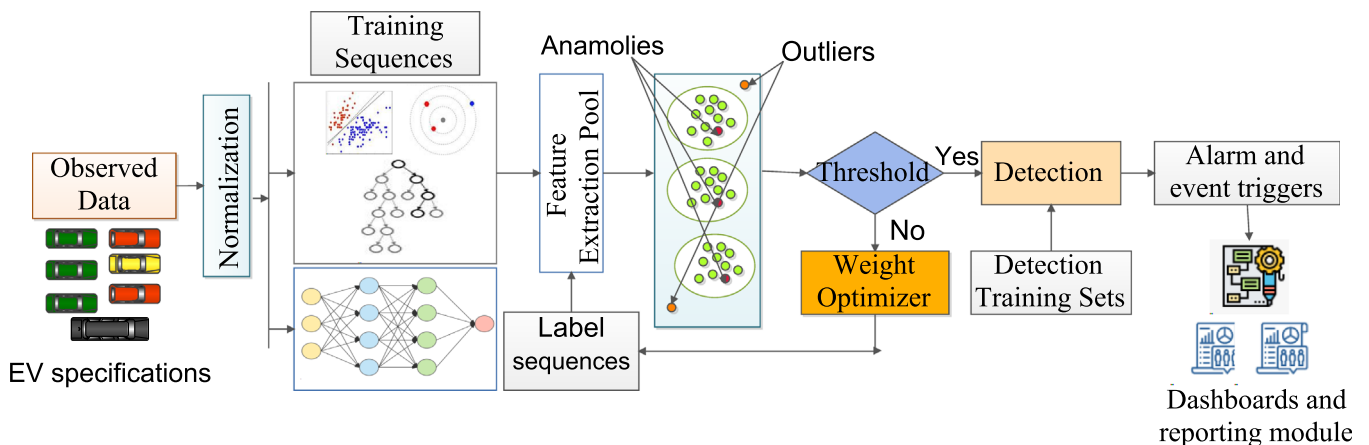 Training
Sequences
Anamolies
Outliers
Observed
Data
Normalization
Feature
Extraction Pool
Threshold
Yes
Detection
Alarm and
event triggers
No
Weight
Optimizer
Detection
Training Sets
Label
sequences
EV specifications
Dashboards and
reporting module